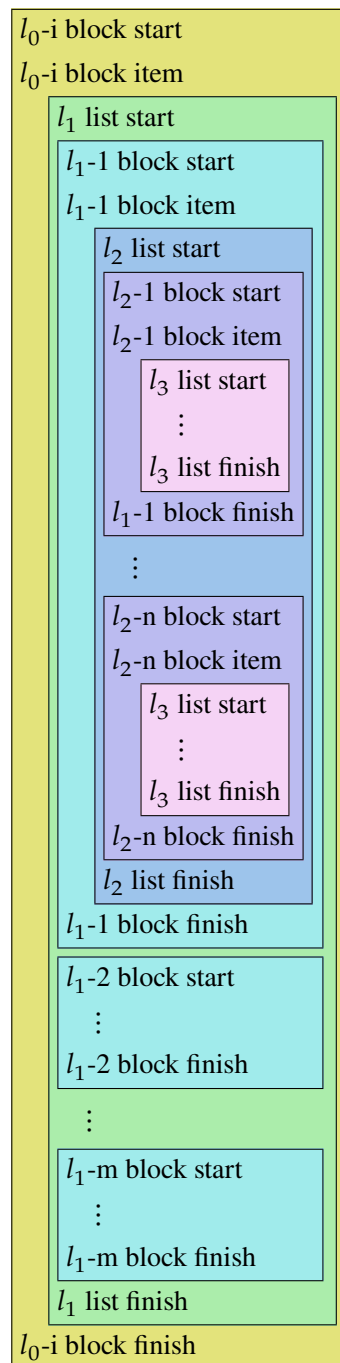 l₀-i block start
l₀-i block item
l₁ list start
l₁-1 block start
l₁-1 block item
l₂ list start
l₂-1 block start
l₂-1 block item
l₃ list start
⋮
l₃ list finish
l₁-1 block finish
⋮
l₂-n block start
l₂-n block item
l₃ list start
⋮
l₃ list finish
l₂-n block finish
l₂ list finish
l₁-1 block finish
l₁-2 block start
⋮
l₁-2 block finish
⋮
l₁-m block start
⋮
l₁-m block finish
l₁ list finish
l₀-i block finish